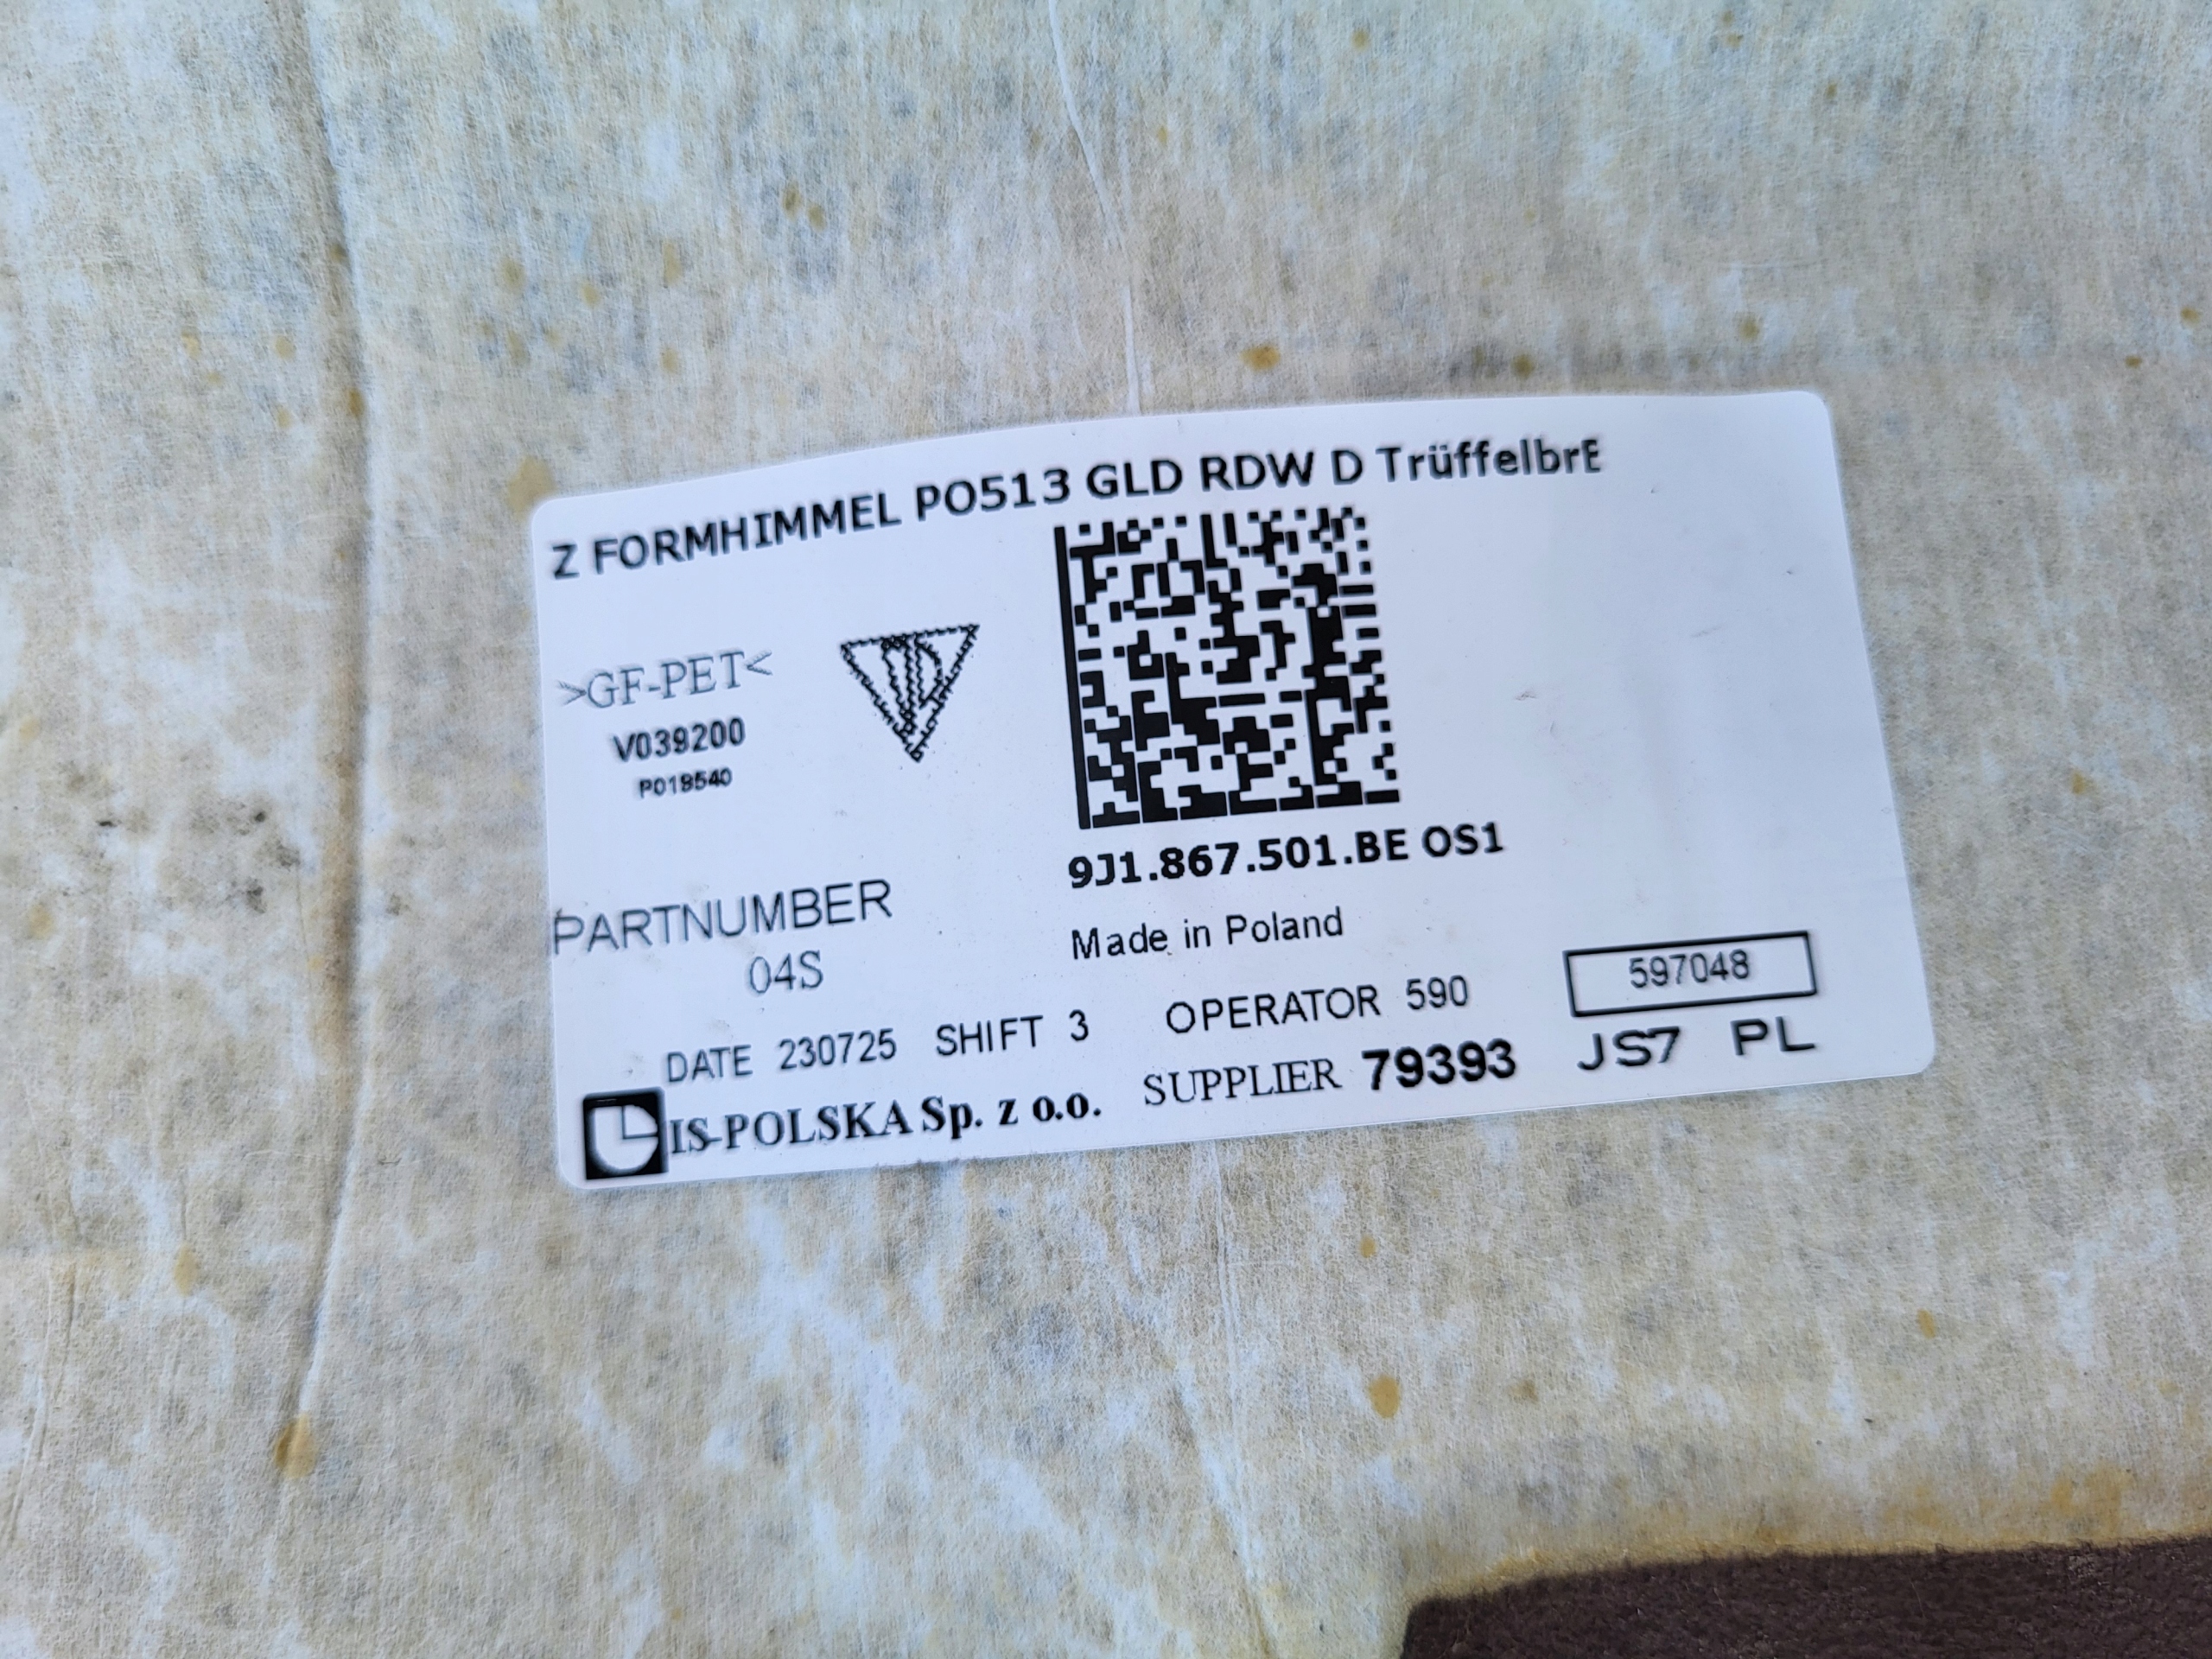 Z FORMHIMMEL PO513 GLD RDW D TrüffelbrE
>GF-PET<
V039200
P018540
9J1.867.501.BE OS1
PARTNUMBER
04S
Made in Poland
DATE 230725 SHIFT 3 OPERATOR 590
597048
IS-POLSKA Sp. z o.o. SUPPLIER 79393 JS7 PL